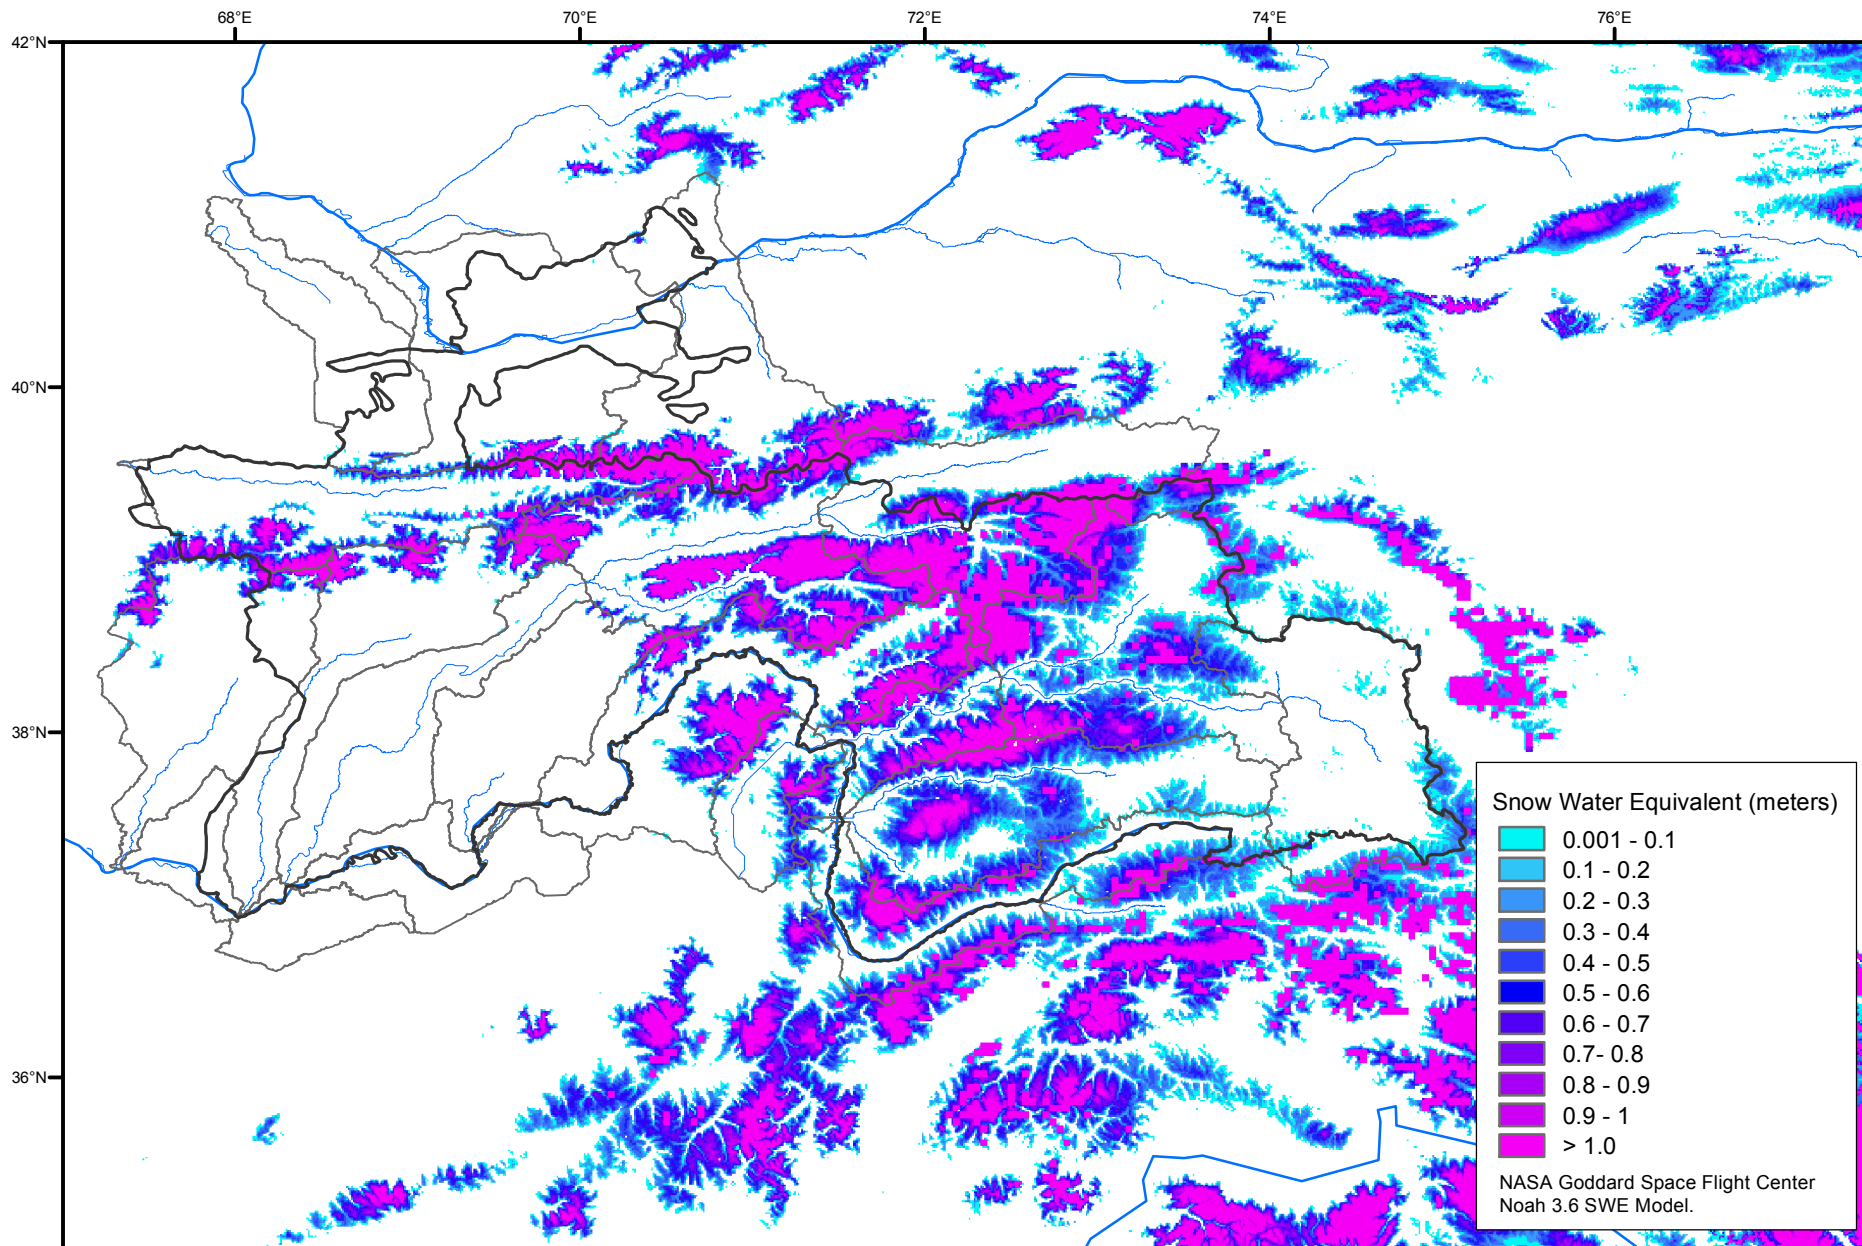 68°E 70°E 72°E 74°E 76°E
42°N
40°N
38°N
36°N
Snow Water Equivalent (meters)
0.001 - 0.1
0.1 - 0.2
0.2 - 0.3
0.3 - 0.4
0.4 - 0.5
0.5 - 0.6
0.6 - 0.7
0.7- 0.8
0.8 - 0.9
0.9 - 1
> 1.0
NASA Goddard Space Flight Center
Noah 3.6 SWE Model.